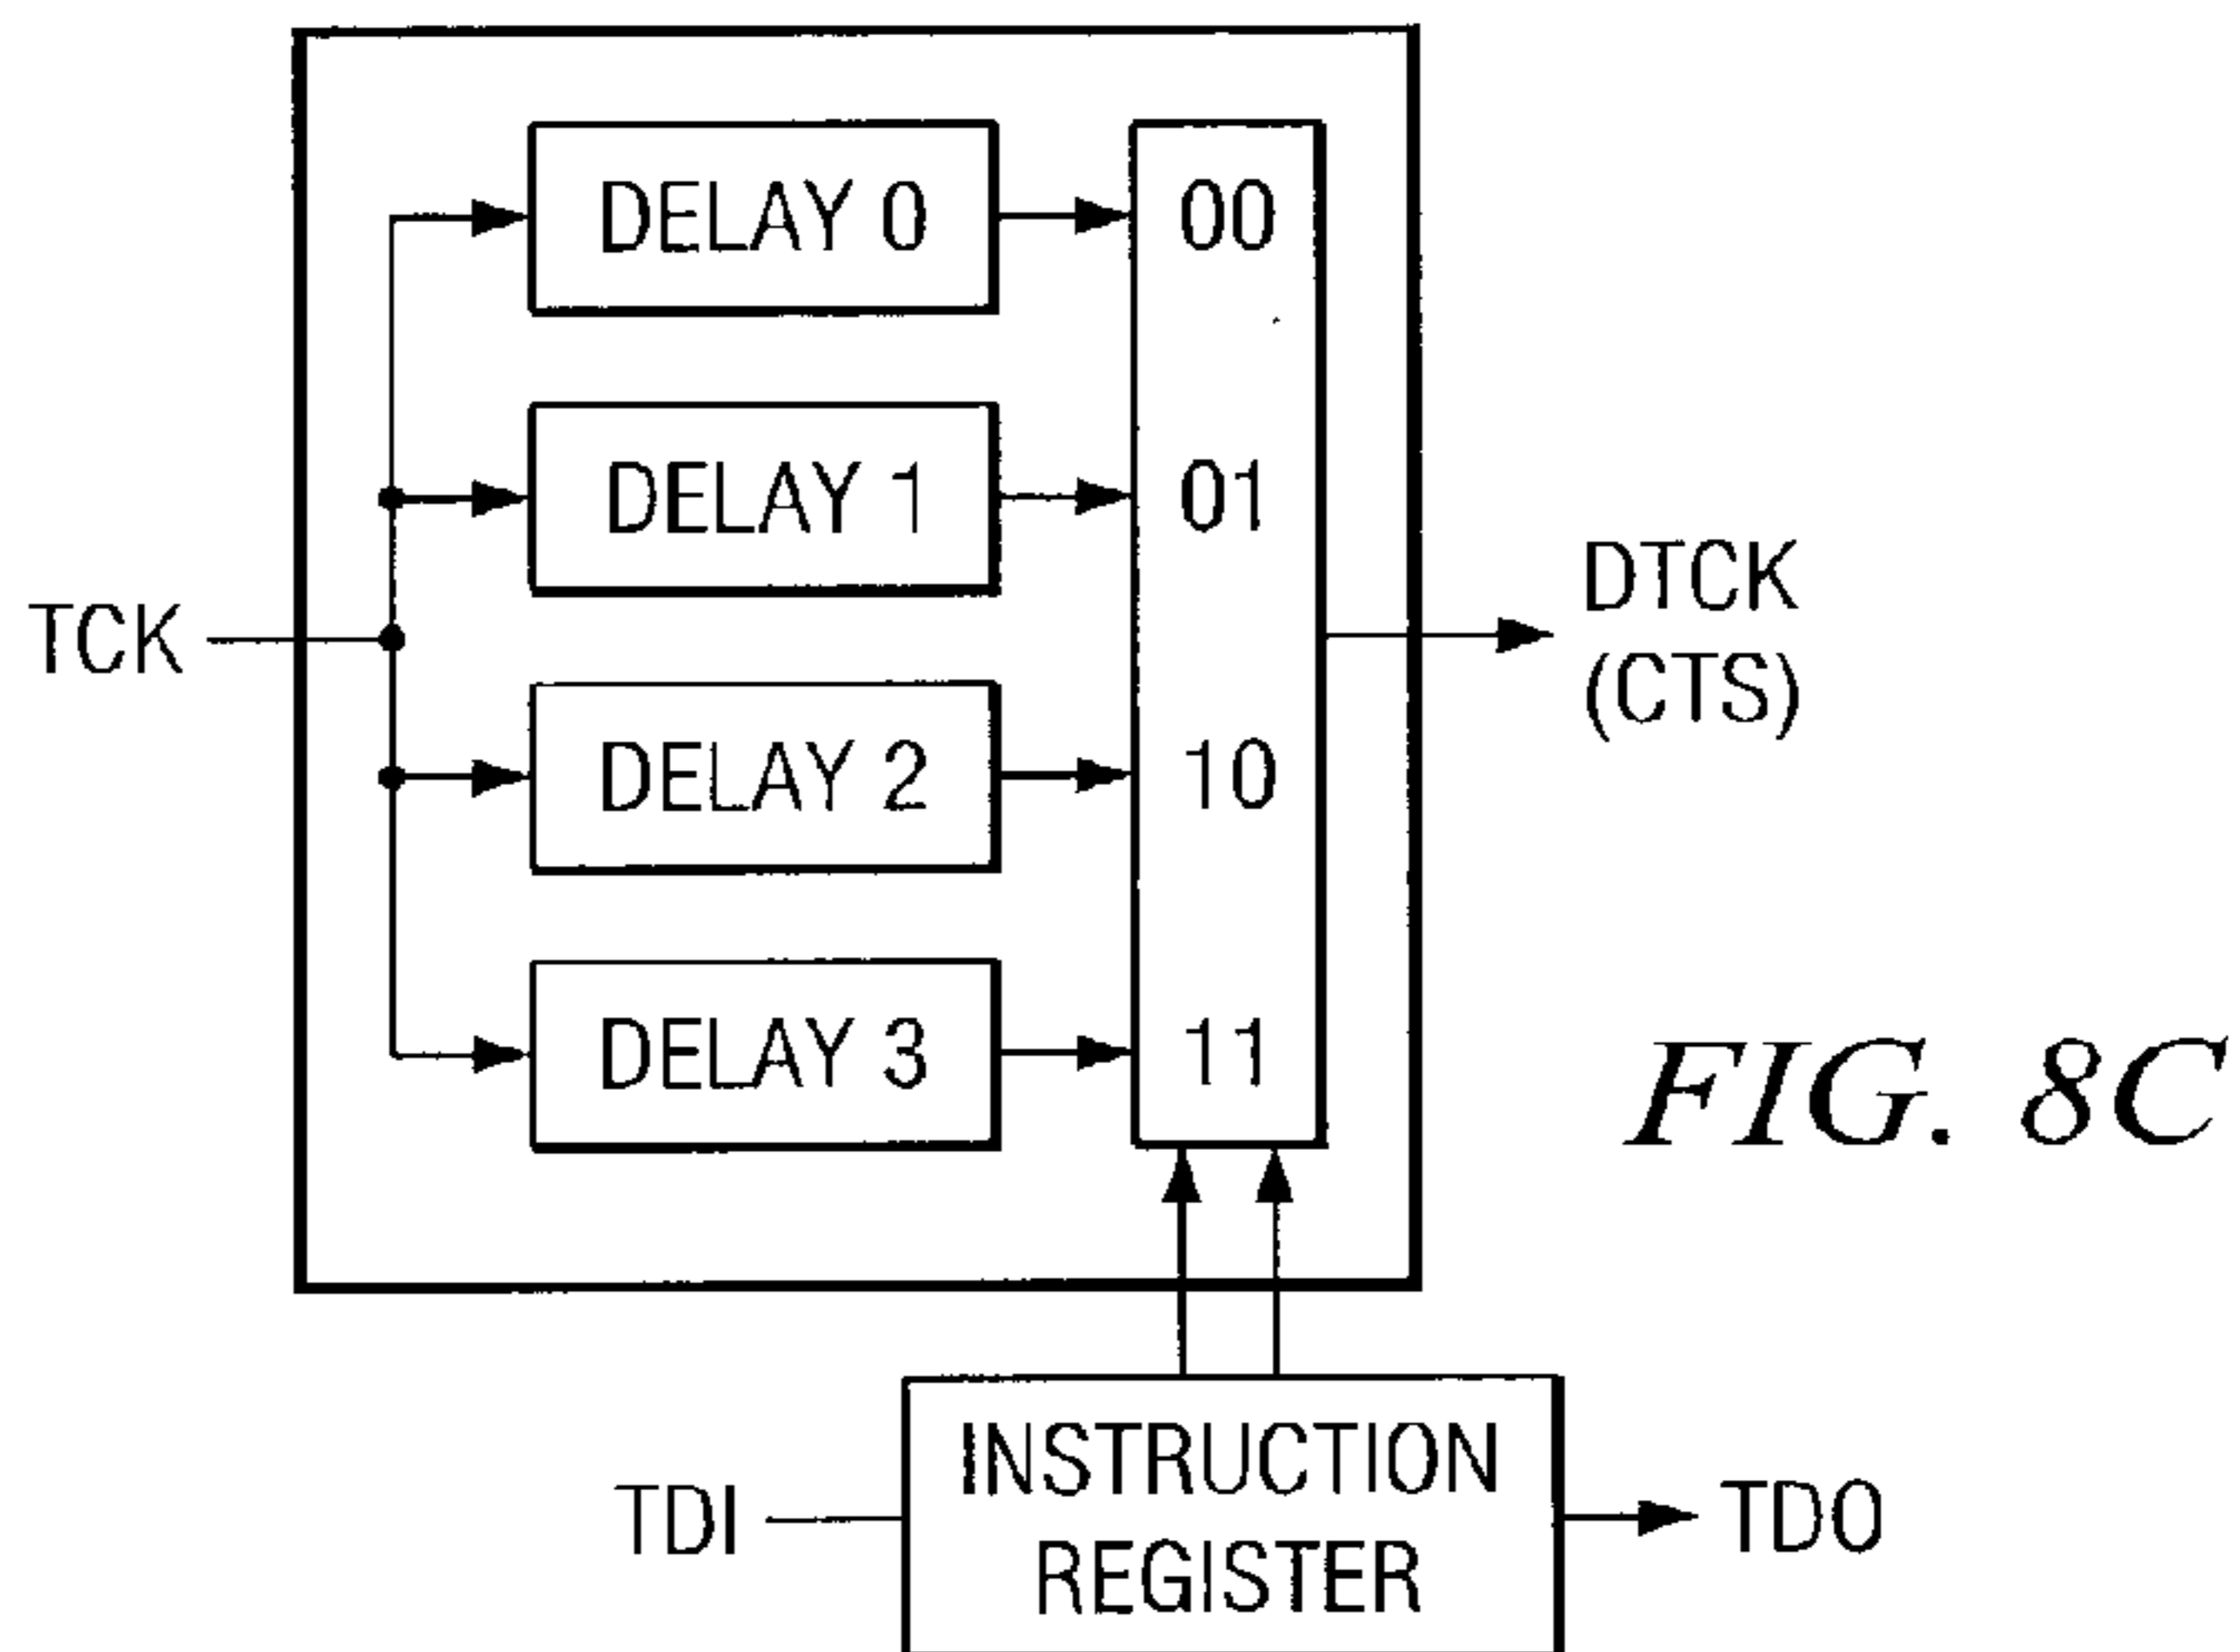 DELAY 0
00
DELAY 1
01
TCK
DTCK
(CTS)
DELAY 2
10
DELAY 3
11
FIG. 8C
TDI
INSTRUCTION
REGISTER
TDO